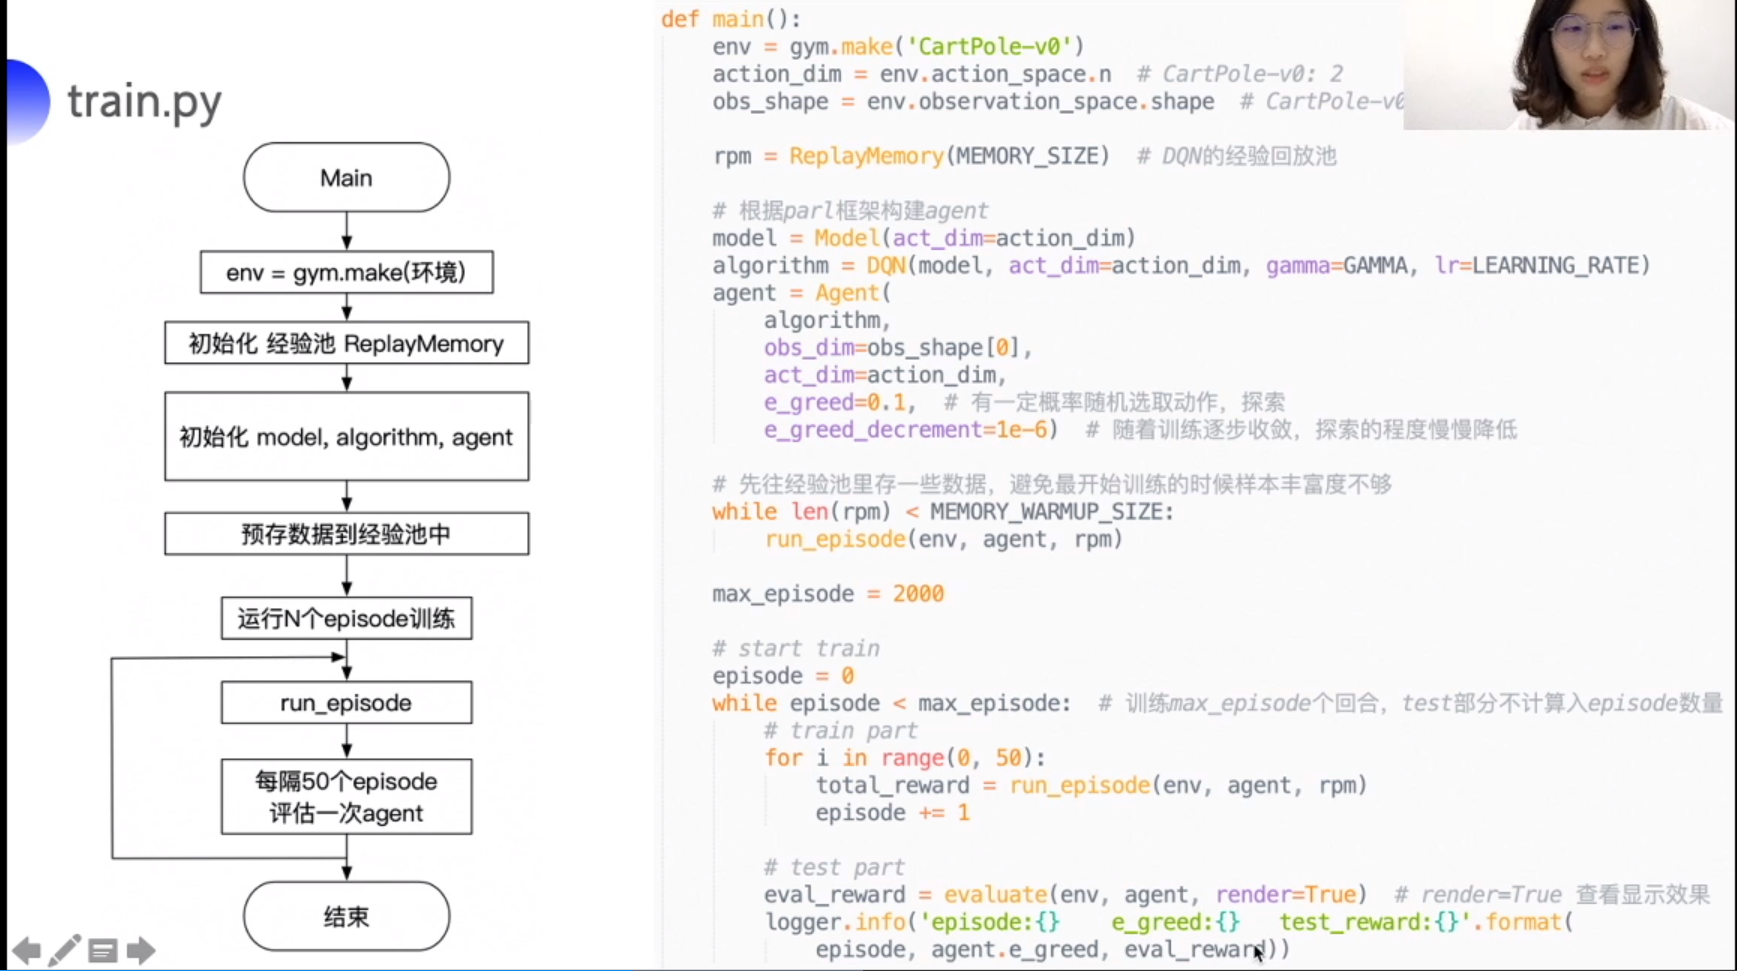 train.py
Main
env = gym.make(环境)
初始化 经验池 ReplayMemory
初始化 model, algorithm, agent
预存数据到经验池中
运行N个episode训练
run_episode
每隔50个episode
评估一次agent
结束
def main():
env = gym.make('CartPole-v0')
action_dim = env.action_space.n  # CartPole-v0: 2
obs_shape = env.observation_space.shape  # CartPole-v0
rpm = ReplayMemory(MEMORY_SIZE)  # DQN的经验回放池
# 根据parl框架构建agent
model = Model(act_dim=action_dim)
algorithm = DQN(model, act_dim=action_dim, gamma=GAMMA, lr=LEARNING_RATE)
agent = Agent(
algorithm,
obs_dim=obs_shape[0],
act_dim=action_dim,
e_greed=0.1,  # 有一定概率随机选取动作，探索
e_greed_decrement=1e-6)  # 随着训练逐步收敛，探索的程度慢慢降低
# 先往经验池里存一些数据，避免最开始训练的时候样本丰富度不够
while len(rpm) < MEMORY_WARMUP_SIZE:
run_episode(env, agent, rpm)
max_episode = 2000
# start train
episode = 0
while episode < max_episode:  # 训练max_episode个回合，test部分不计算入episode数量
# train part
for i in range(0, 50):
total_reward = run_episode(env, agent, rpm)
episode += 1
# test part
eval_reward = evaluate(env, agent, render=True)  # render=True 查看显示效果
logger.info('episode:{}    e_greed:{}   test_reward:{}'.format(
episode, agent.e_greed, eval_reward))